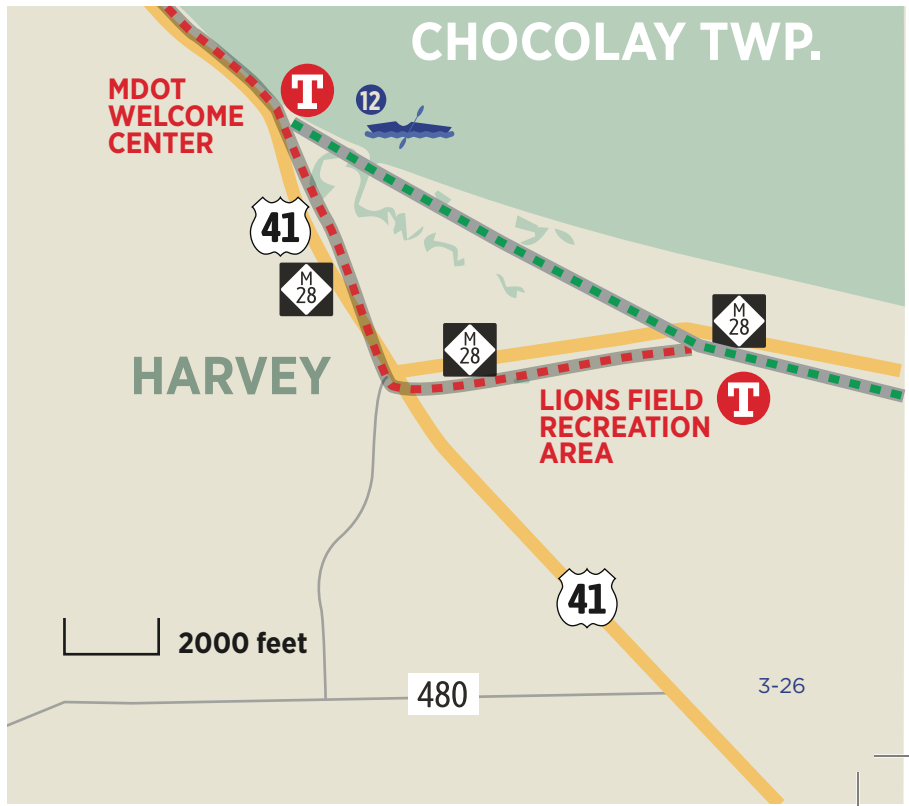 CHOCOLAY TWP.
T
12
MDOT
WELCOME
CENTER
41
M
28
M
28
M
28
HARVEY
LIONS FIELD
RECREATION
AREA
T
41
2000 feet
480
3-26